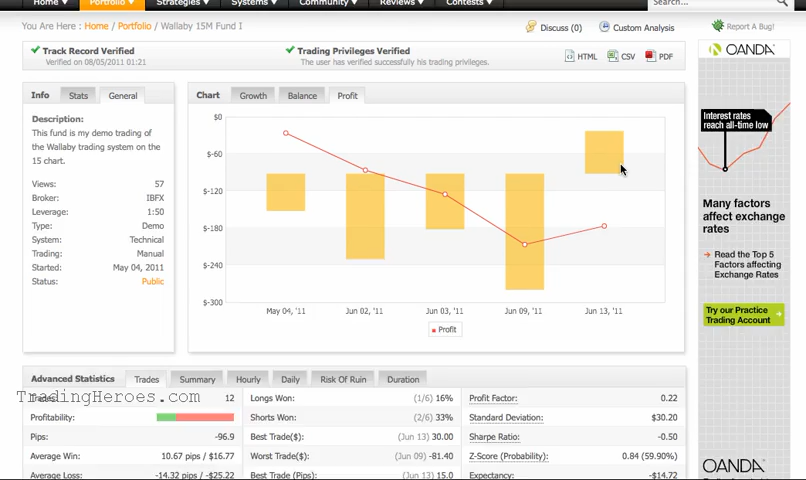 Home ▾ Portfolio ▾ Strategies ▾ Systems ▾ Community ▾ Reviews ▾ Contests ▾ Search...
You Are Here : Home / Portfolio / Wallaby 15M Fund I
Discuss (0) Custom Analysis Report A Bug!
Track Record Verified
Verified on 08/05/2011 01:21
Trading Privileges Verified
The user has verified successfully his trading privileges.
HTML CSV PDF
Info Stats General
Description:
This fund is my demo trading of
the Wallaby trading system on the
15 chart.
Views: 57
Broker: IBFX
Leverage: 1:50
Type: Demo
System: Technical
Trading: Manual
Started: May 04, 2011
Status: Public
Chart Growth Balance Profit
$0
$-60
$-120
$-180
$-240
$-300
May 04, '11 Jun 02, '11 Jun 03, '11 Jun 09, '11 Jun 13, '11
Profit
OANDA
Interest rates
reach all-time low
Many factors
affect exchange
rates
Read the Top 5
Factors affecting
Exchange Rates
Try our Practice
Trading Account
OANDA
Advanced Statistics Trades Summary Hourly Daily Risk Of Ruin Duration
TradingHeroes.com
Trades: 12
Profitability:
Pips: -96.9
Average Win: 10.67 pips / $16.77
Average Loss: -14.32 pips / -$25.22
Longs Won: (1/6) 16%
Shorts Won: (2/6) 33%
Best Trade($): (Jun 13) 30.00
Worst Trade($): (Jun 09) -81.40
Best Trade (Pips): (Jun 13) 15.0
Profit Factor: 0.22
Standard Deviation: $30.20
Sharpe Ratio: -0.50
Z-Score (Probability): 0.84 (59.90%)
Expectancy: -$14.72